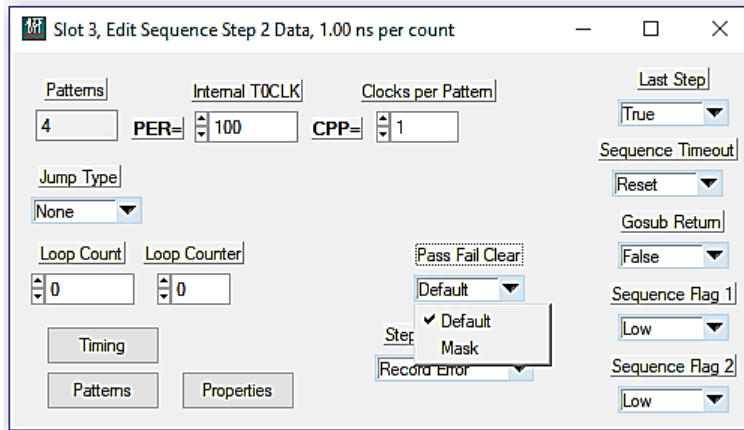 Slot 3, Edit Sequence Step 2 Data, 1.00 ns per count
Patterns
Internal T0CLK
Clocks per Pattern
Last Step
4
PER=
100
CPP=
1
True
Sequence Timeout
Jump Type
Reset
None
Gosub Return
Loop Count
Loop Counter
Pass Fail Clear
False
0
0
Default
Sequence Flag 1
Default
Low
Timing
Step
Mask
Record Error
Sequence Flag 2
Patterns
Properties
Low